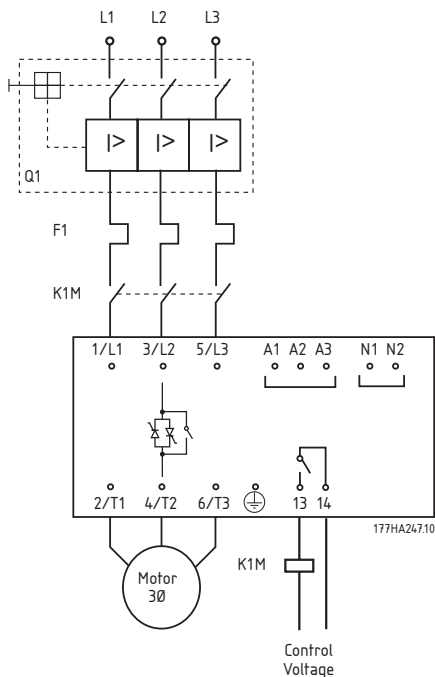 L1 L2 L3
I> I> I>
Q1
F1
K1M
1/L1 3/L2 5/L3 A1 A2 A3 N1 N2
2/T1 4/T2 6/T3 13 14
177HA247.10
Motor
3Ø
K1M
Control
Voltage